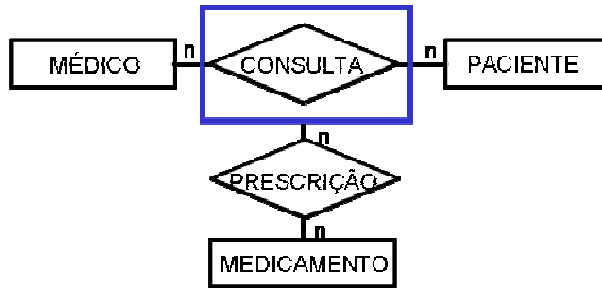 MÉDICO n CONSULTA n PACIENTE
n
PRESCRIÇÃO
n
MEDICAMENTO